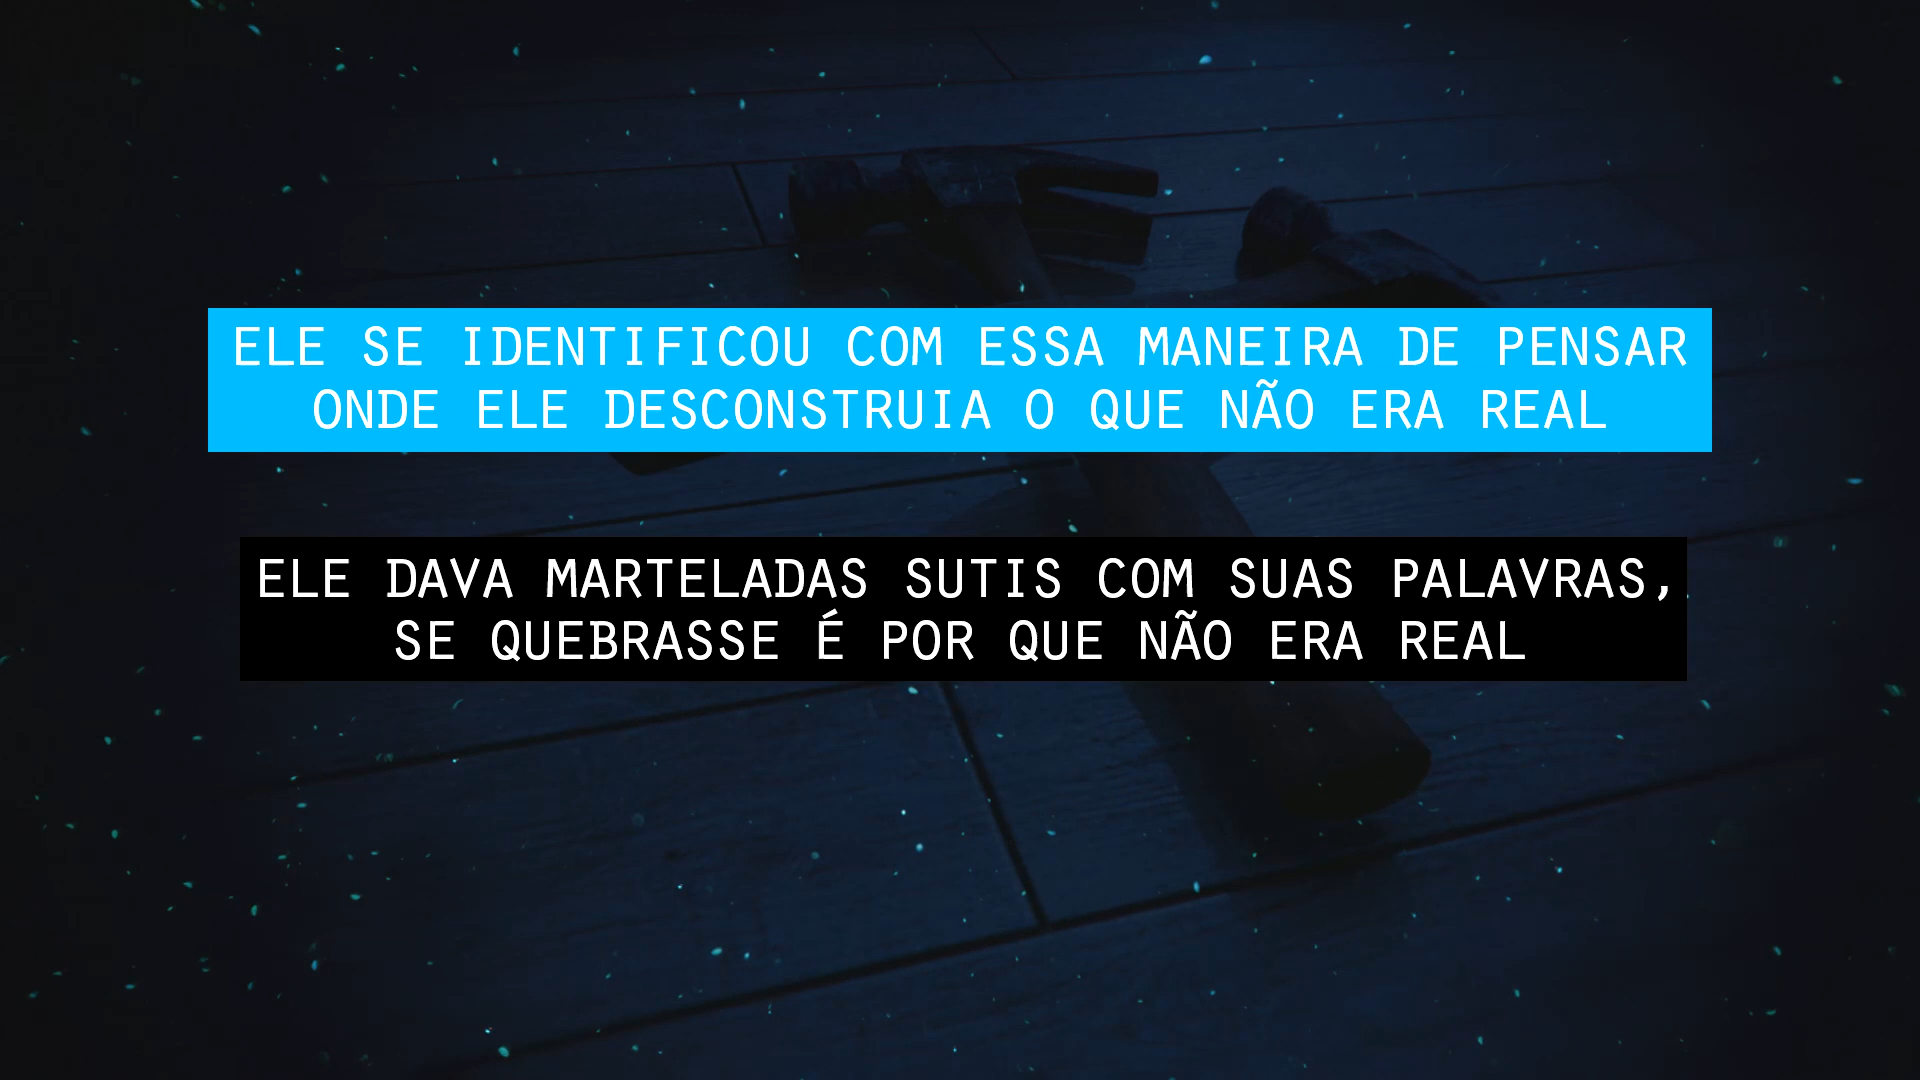 ELE SE IDENTIFICOU COM ESSA MANEIRA DE PENSAR
ONDE ELE DESCONSTRUIA O QUE NÃO ERA REAL
ELE DAVA MARTELADAS SUTIS COM SUAS PALAVRAS,
SE QUEBRASSE É POR QUE NÃO ERA REAL